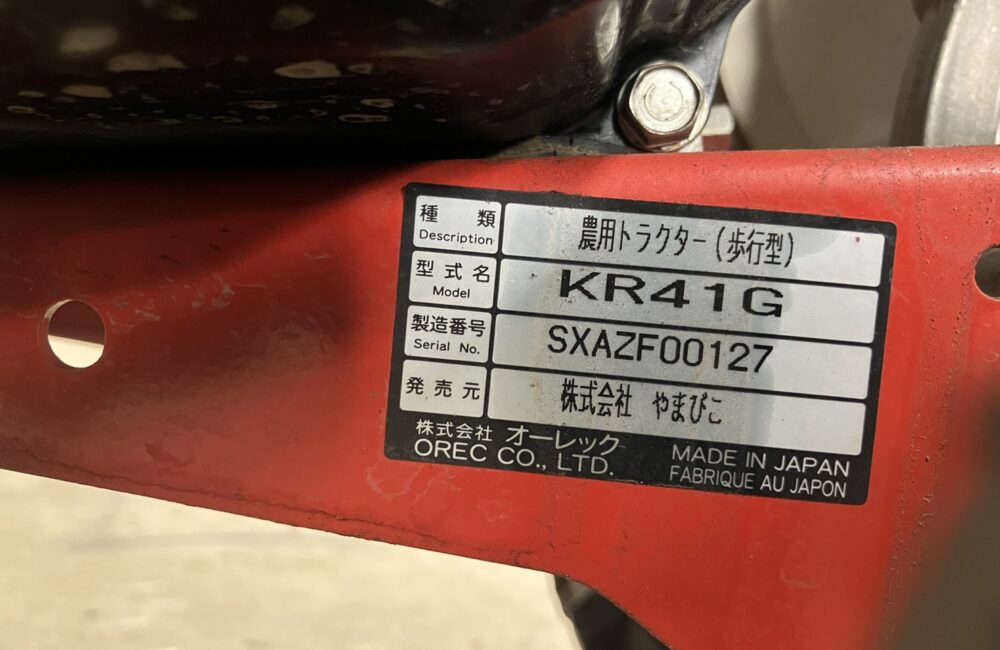 種類 農用トラクター(歩行型)
Description
型式名 KR41G
Model
製造番号 SXAZF00127
Serial No.
発売元 株式会社 やまびこ
株式会社 オーレック
OREC CO., LTD.
MADE IN JAPAN
FABRIQUE AU JAPON